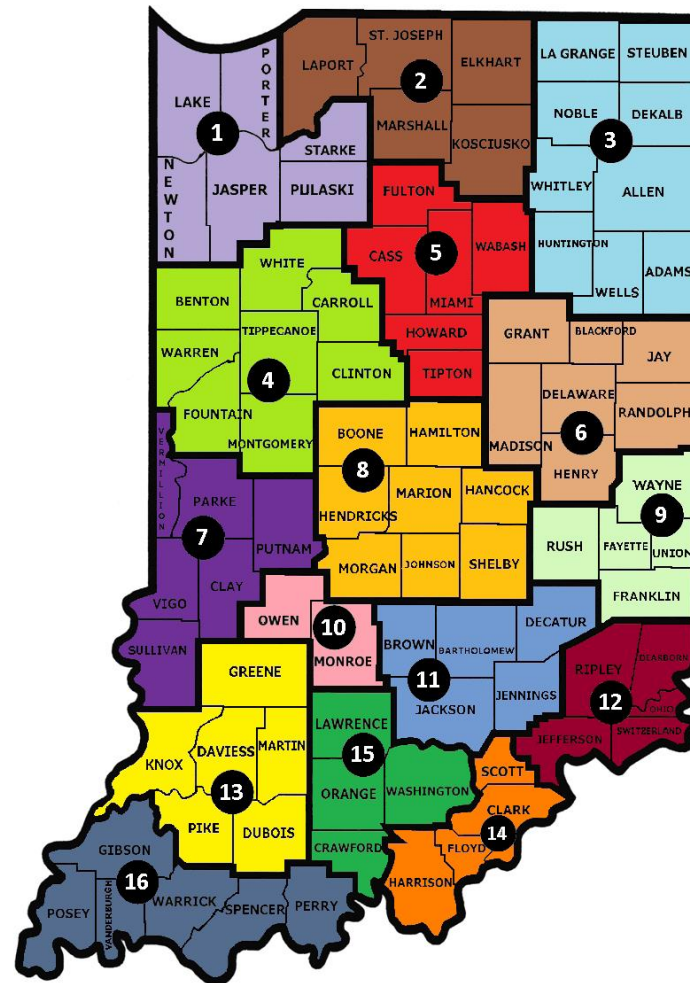 LAKE
PORTER
1
NEWTON
JASPER
STARKE
PULASKI
LAPORT
ST. JOSEPH
ELKHART
2
MARSHALL
KOSCIUSKO
LA GRANGE
STEUBEN
NOBLE
DEKALB
3
WHITLEY
ALLEN
HUNTINGTON
WELLS
ADAMS
WHITE
BENTON
CARROLL
TIPPECANOE
WARREN
4
CLINTON
FOUNTAIN
MONTGOMERY
FULTON
CASS
5
WABASH
MIAMI
HOWARD
TIPTON
GRANT
BLACKFORD
JAY
DELAWARE
RANDOLPH
MADISON
6
HENRY
VERMILLION
PARKE
7
PUTNAM
VIGO
CLAY
SULLIVAN
BOONE
HAMILTON
8
MARION
HANCOCK
HENDRICKS
MORGAN
JOHNSON
SHELBY
WAYNE
9
RUSH
FAYETTE
UNION
FRANKLIN
OWEN
10
MONROE
BROWN
BARTHOLOMEW
DECATUR
11
JACKSON
JENNINGS
RIPLEY
DEARBORN
12
OHIO
JEFFERSON
SWITZERLAND
GREENE
KNOX
DAVIESS
MARTIN
13
PIKE
DUBOIS
SCOTT
CLARK
14
FLOYD
HARRISON
LAWRENCE
15
ORANGE
WASHINGTON
CRAWFORD
GIBSON
16
POSEY
VANDERBURGH
WARRICK
SPENCER
PERRY